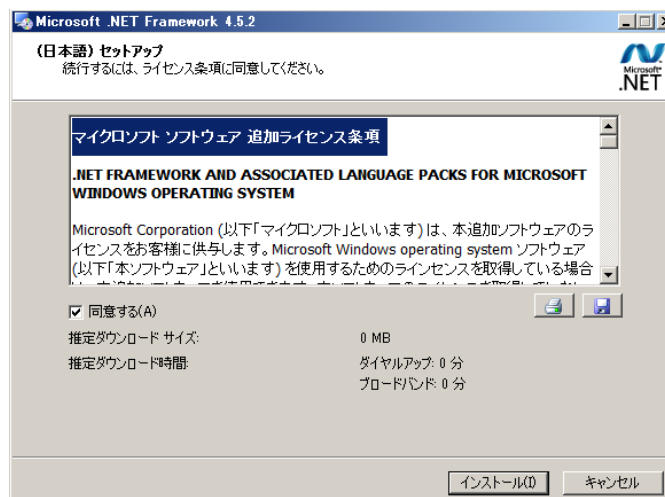 Microsoft .NET Framework 4.5.2
(日本語) セットアップ
続行するには、ライセンス条項に同意してください。
Microsoft
.NET
マイクロソフト ソフトウェア 追加ライセンス条項
.NET FRAMEWORK AND ASSOCIATED LANGUAGE PACKS FOR MICROSOFT
WINDOWS OPERATING SYSTEM
Microsoft Corporation (以下「マイクロソフト」といいます) は、本追加ソフトウェアのラ
イセンスをお客様に供与します。Microsoft Windows operating system ソフトウェア
(以下「本ソフトウェア」といいます) を使用するためのラインセンスを取得している場合
同意する(A)
推定ダウンロード サイズ:
0 MB
推定ダウンロード時間:
ダイヤルアップ: 0 分
ブロードバンド: 0 分
インストール(I)
キャンセル